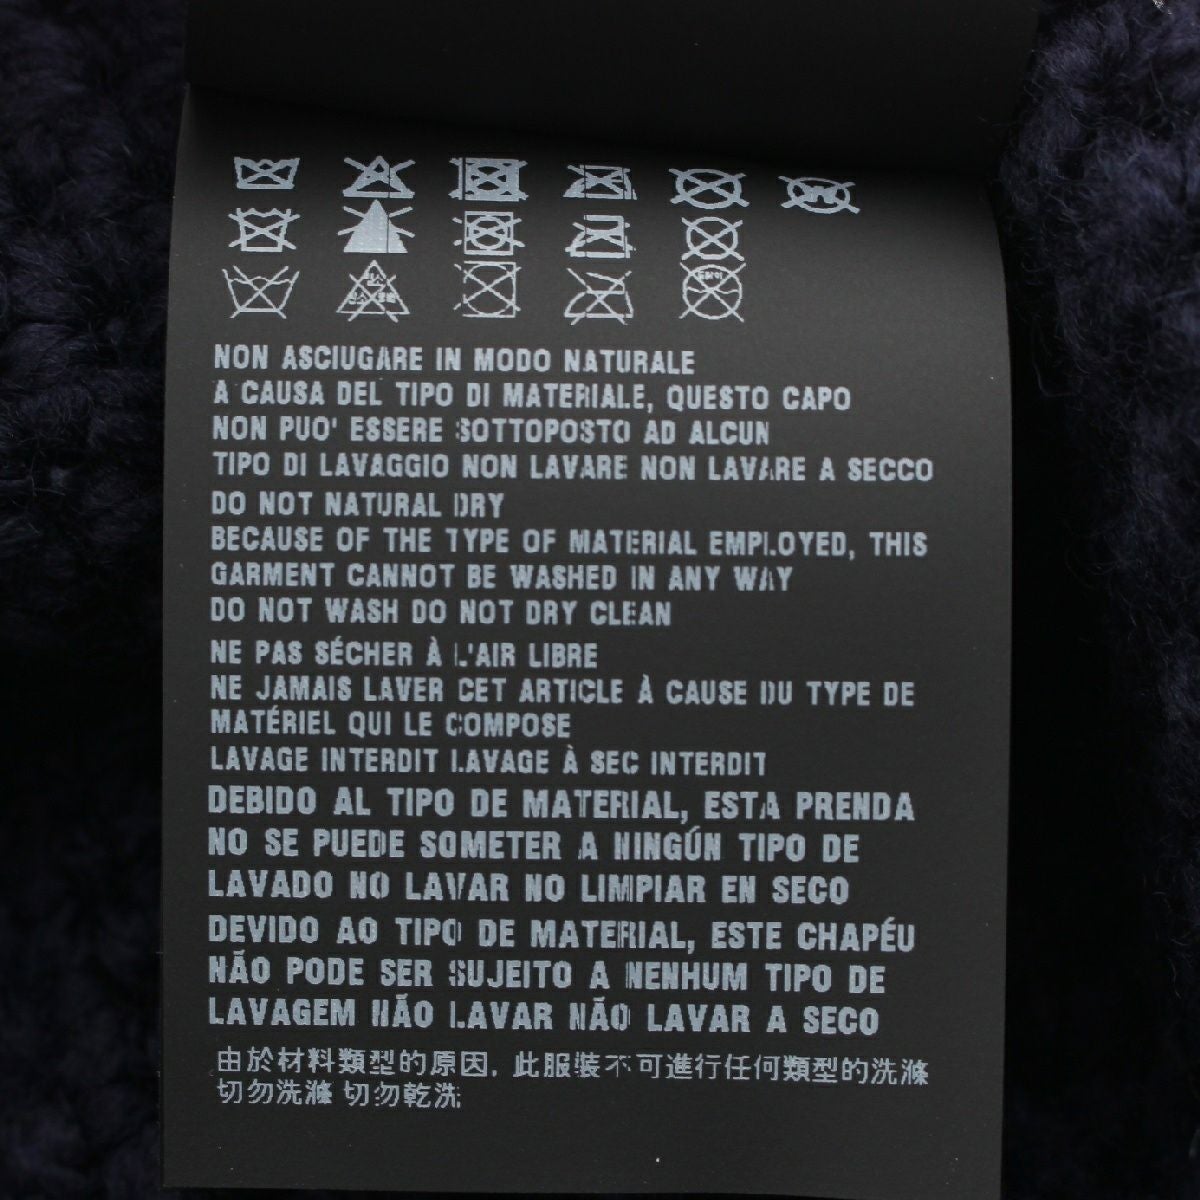 NON ASCIUGARE IN MODO NATURALE
A CAUSA DEL TIPO DI MATERIALE, QUESTO CAPO
NON PUO' ESSERE SOTTOPOSTO AD ALCUN
TIPO DI LAVAGGIO NON LAVARE NON LAVARE A SECCO
DO NOT NATURAL DRY
BECAUSE OF THE TYPE OF MATERIAL EMPLOYED, THIS
GARMENT CANNOT BE WASHED IN ANY WAY
DO NOT WASH DO NOT DRY CLEAN
NE PAS SÉCHER À L'AIR LIBRE
NE JAMAIS LAVER CET ARTICLE À CAUSE DU TYPE DE
MATÉRIEL QUI LE COMPOSE
LAVAGE INTERDIT LAVAGE À SEC INTERDIT
DEBIDO AL TIPO DE MATERIAL, ESTA PRENDA
NO SE PUEDE SOMETER A NINGÚN TIPO DE
LAVADO NO LAVAR NO LIMPIAR EN SECO
DEVIDO AO TIPO DE MATERIAL, ESTE CHAPÉU
NÃO PODE SER SUJEITO A NENHUM TIPO DE
LAVAGEM NÃO LAVAR NÃO LAVAR A SECO
由於材料類型的原因, 此服裝不可進行任何類型的洗滌
切勿洗滌 切勿乾洗